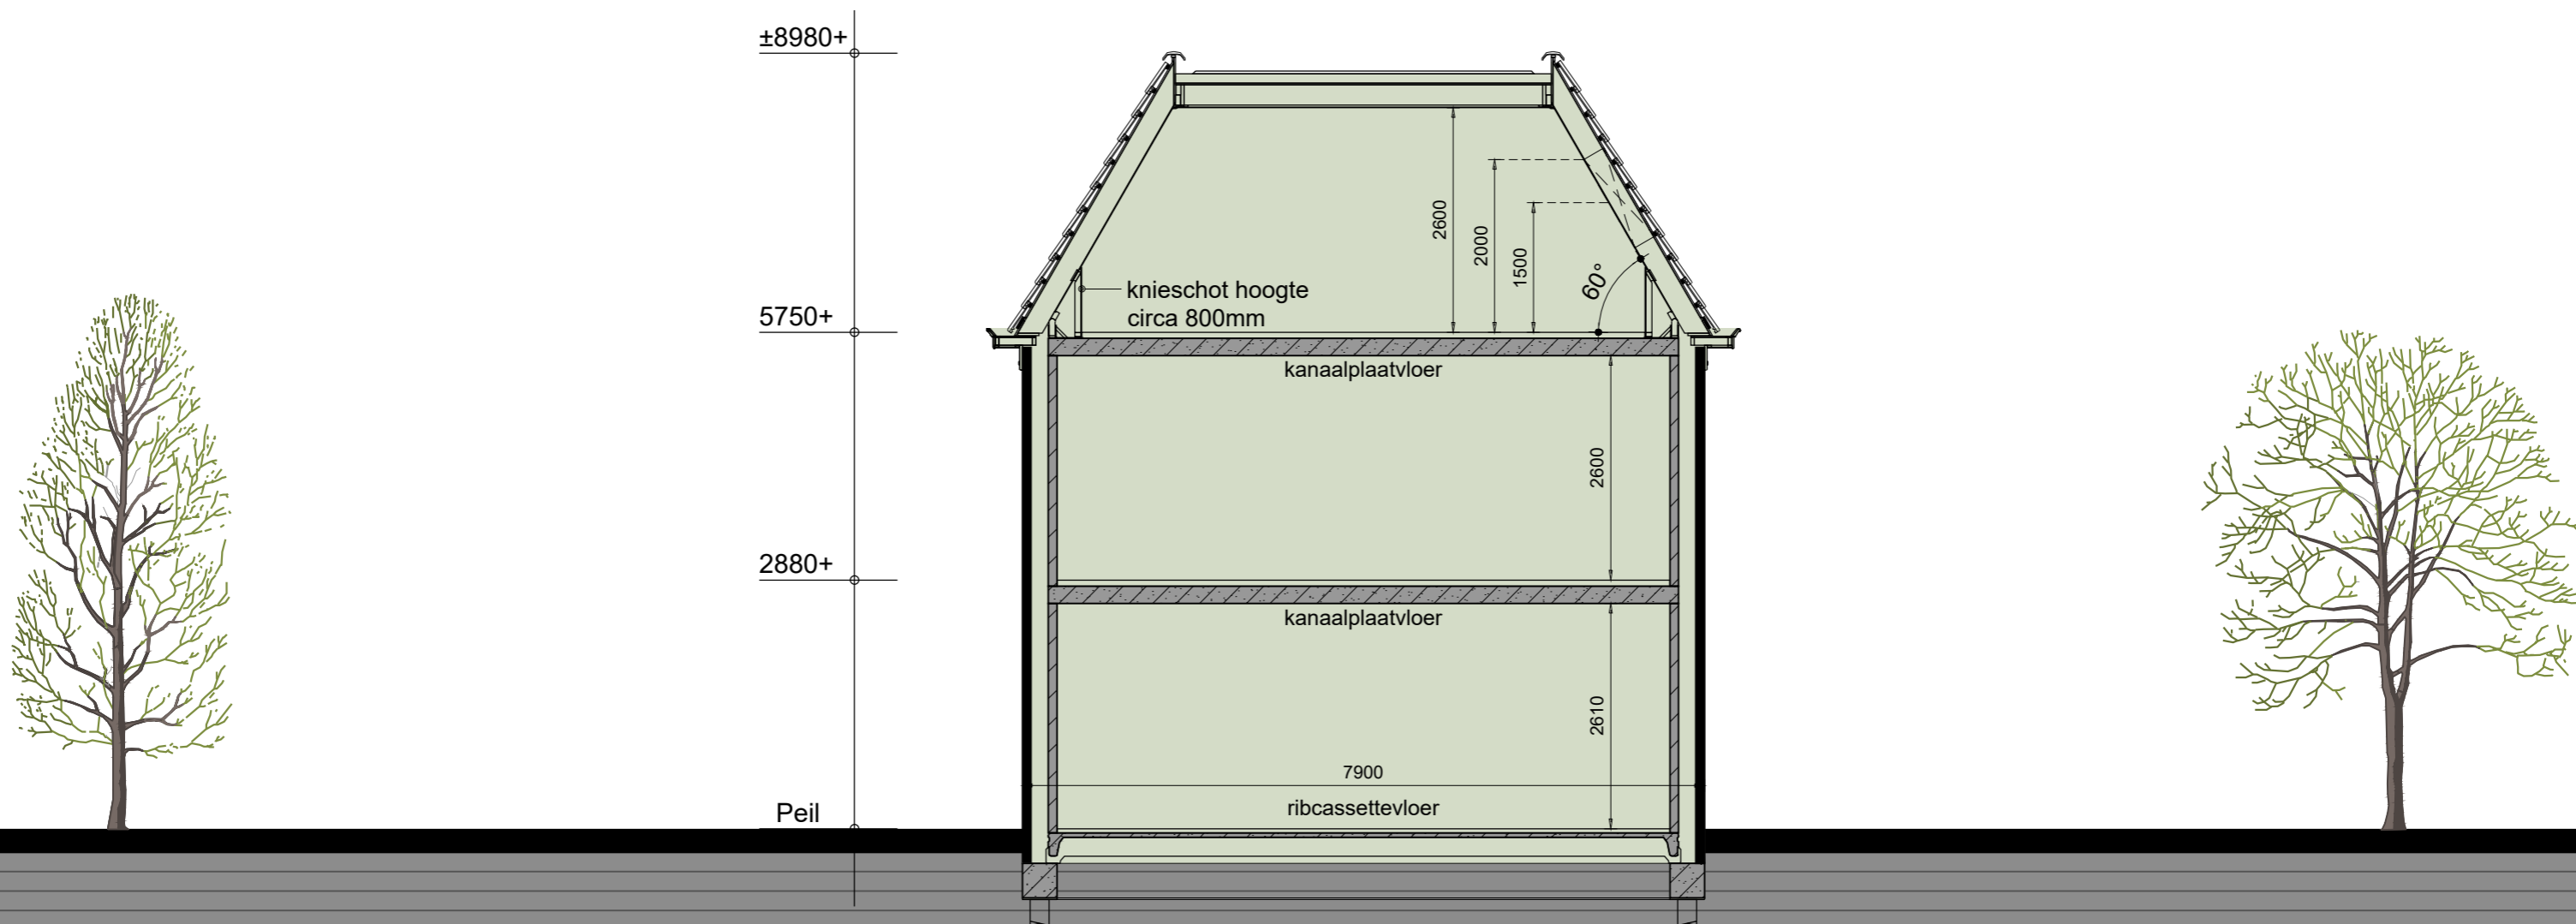 ±8980+
2600
2000
1500
60°
knieschot hoogte
circa 800mm
5750+
kanaalplaatvloer
2600
2880+
kanaalplaatvloer
2610
7900
ribcassettevloer
Peil